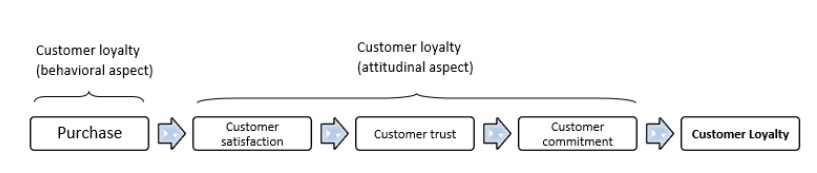 Customer loyalty
(behavioral aspect)
Customer loyalty
(attitudinal aspect)
Purchase
Customer
satisfaction
Customer trust
Customer
commitment
Customer Loyalty